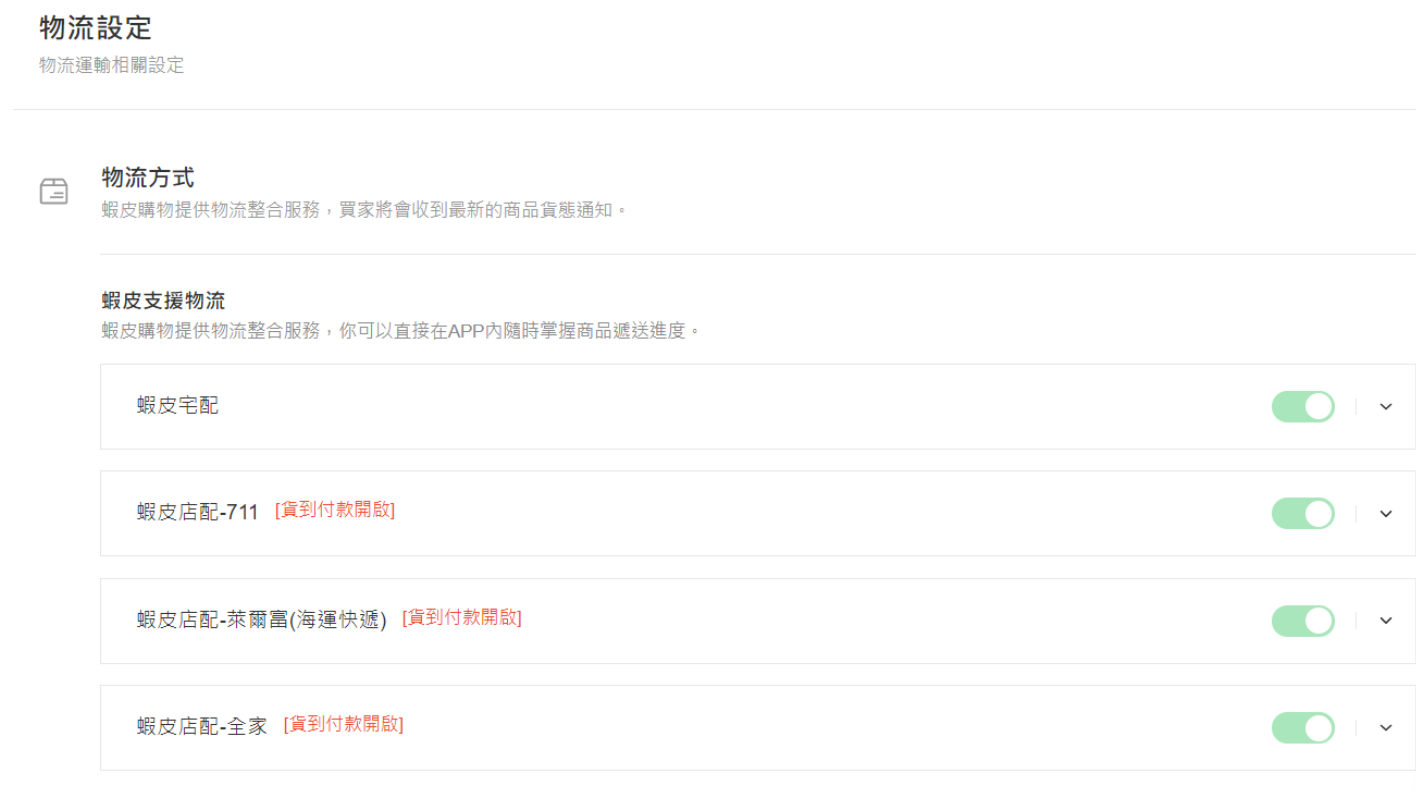 物流設定
物流運輸相關設定
物流方式
蝦皮購物提供物流整合服務，買家將會收到最新的商品貨態通知。
蝦皮支援物流
蝦皮購物提供物流整合服務，你可以直接在APP內隨時掌握商品遞送進度。
蝦皮宅配
蝦皮店配-711 [貨到付款開啟]
蝦皮店配-萊爾富(海運快遞) [貨到付款開啟]
蝦皮店配-全家 [貨到付款開啟]